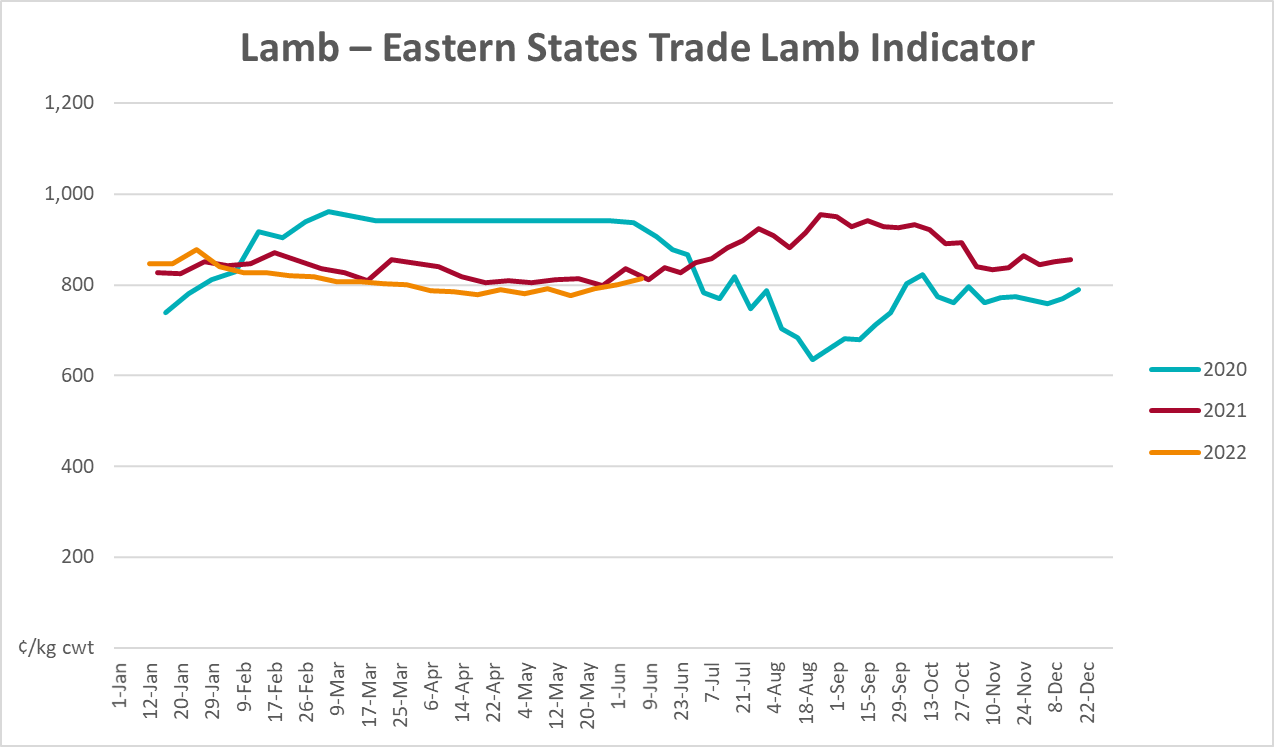 Lamb – Eastern States Trade Lamb Indicator
1,200
1,000
800
600
400
200
¢/kg cwt
1-Jan
12-Jan
20-Jan
29-Jan
9-Feb
17-Feb
26-Feb
9-Mar
17-Mar
25-Mar
6-Apr
14-Apr
22-Apr
4-May
12-May
20-May
1-Jun
9-Jun
23-Jun
7-Jul
21-Jul
4-Aug
18-Aug
1-Sep
15-Sep
29-Sep
13-Oct
27-Oct
10-Nov
24-Nov
8-Dec
22-Dec
2020
2021
2022